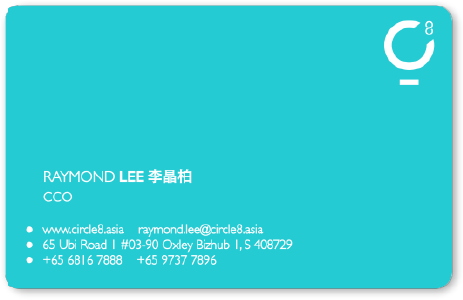 8
RAYMOND LEE 李晶柏
CCO
www.circle8.asia raymond.lee@circle8.asia
65 Ubi Road 1 #03-90 Oxley Bizhub 1, S 408729
+65 6816 7888 +65 9737 7896